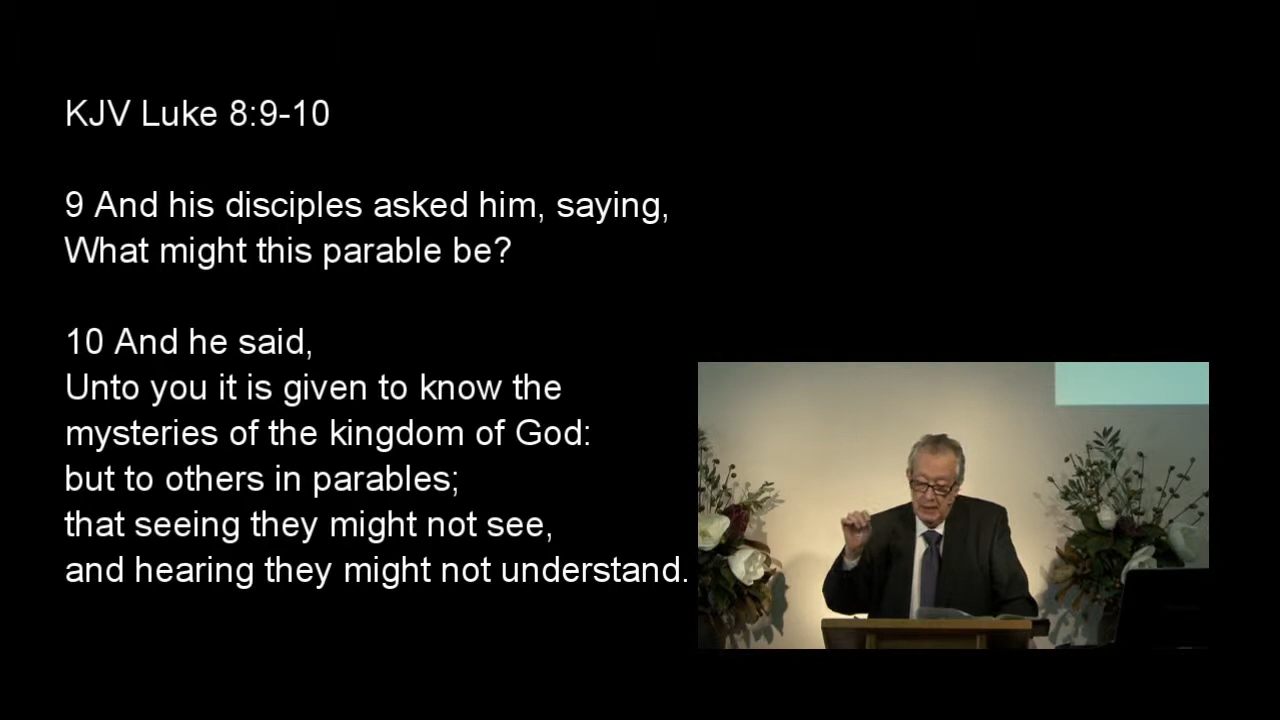 KJV Luke 8:9-10
9 And his disciples asked him, saying,
What might this parable be?
10 And he said,
Unto you it is given to know the
mysteries of the kingdom of God:
but to others in parables;
that seeing they might not see,
and hearing they might not understand.